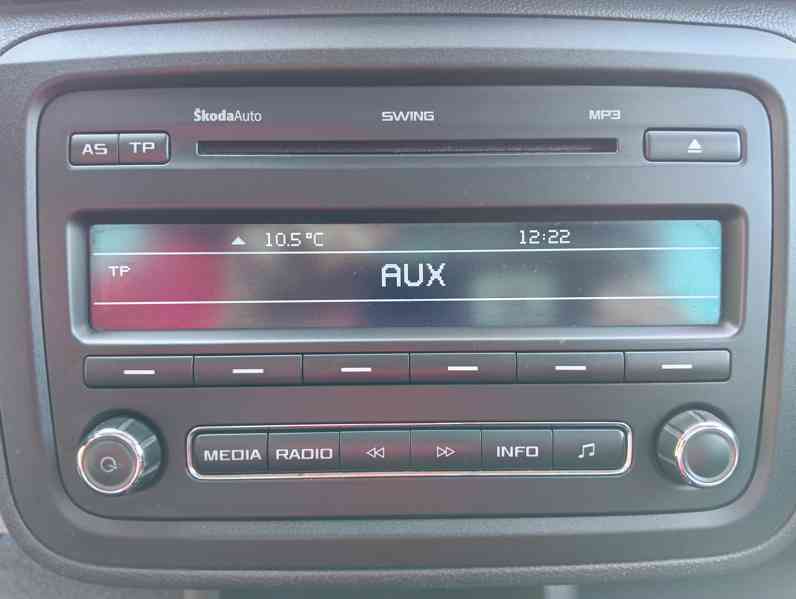 ŠkodaAuto SWING MP3
AS TP
10.5°C 12:22
TP AUX
MEDIA RADIO INFO